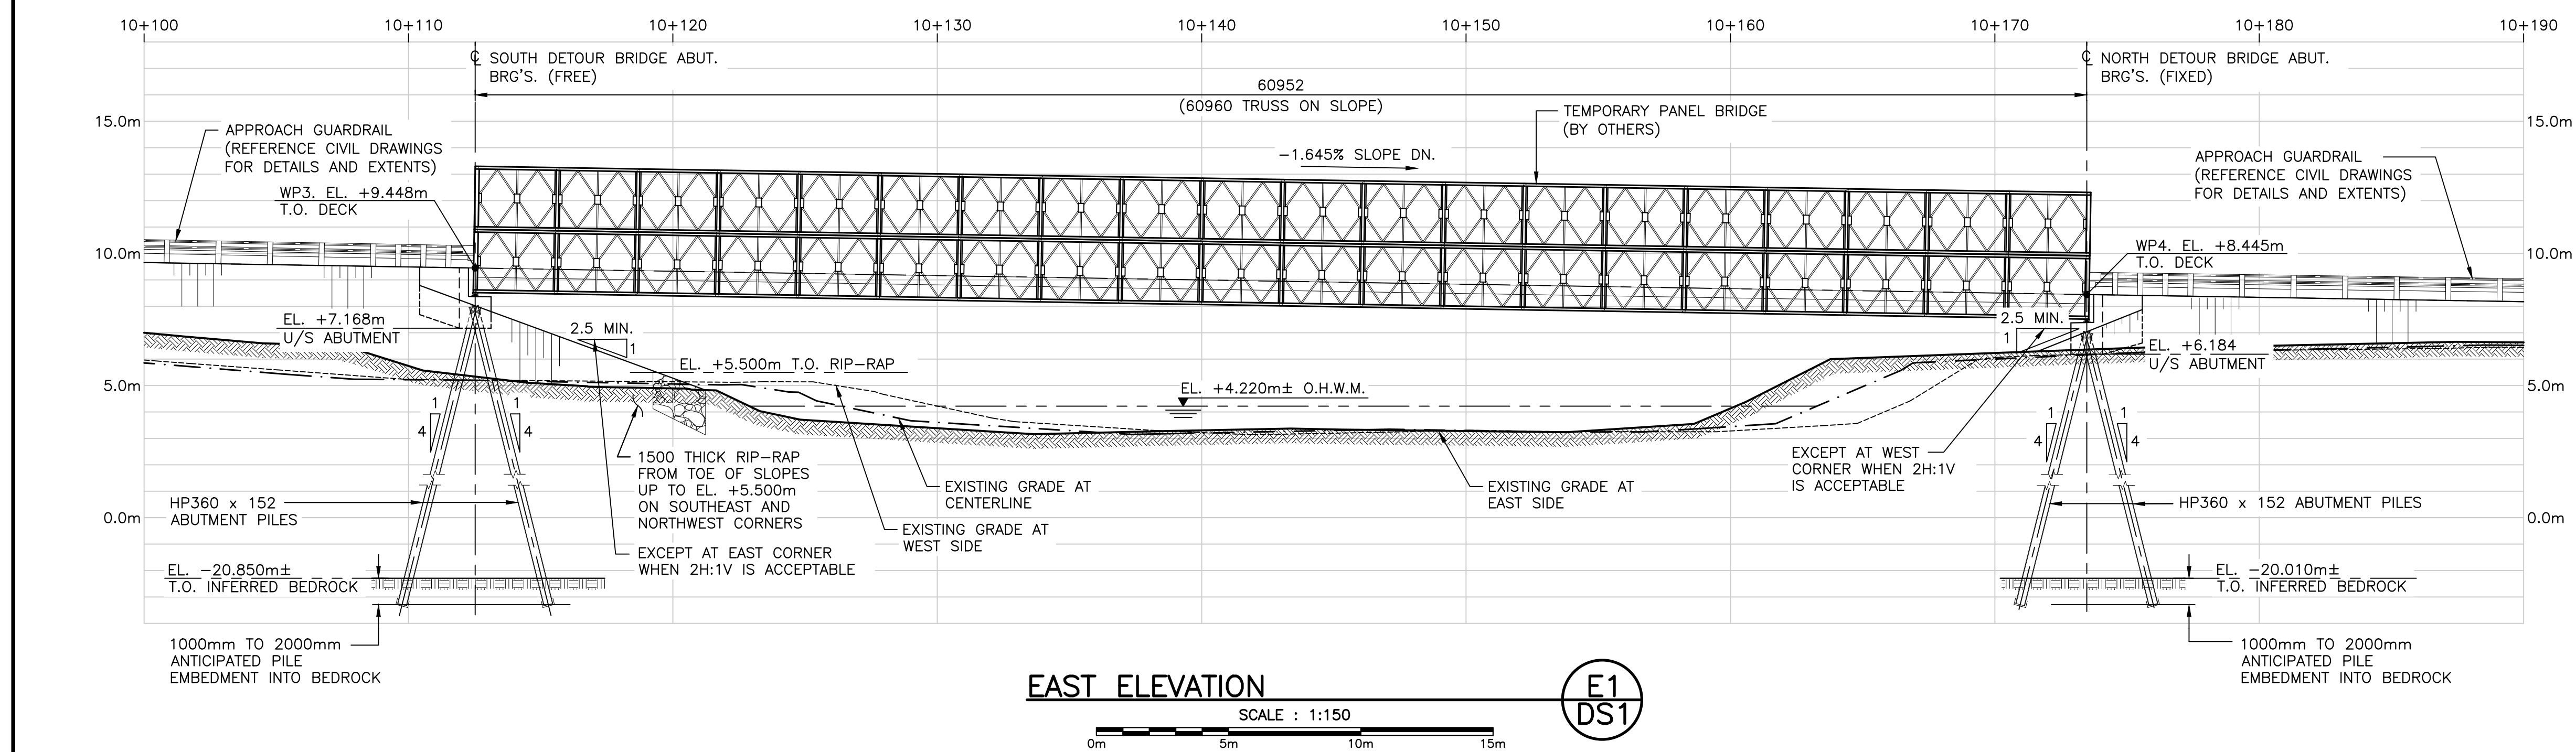 10+100
10+110
10+120
10+130
10+140
10+150
10+160
10+170
10+180
10+190
℄ SOUTH DETOUR BRIDGE ABUT.
BRG'S. (FREE)
℄ NORTH DETOUR BRIDGE ABUT.
BRG'S. (FIXED)
60952
(60960 TRUSS ON SLOPE)
TEMPORARY PANEL BRIDGE
(BY OTHERS)
15.0m
15.0m
APPROACH GUARDRAIL
(REFERENCE CIVIL DRAWINGS
FOR DETAILS AND EXTENTS)
-1.645% SLOPE DN.
APPROACH GUARDRAIL
(REFERENCE CIVIL DRAWINGS
FOR DETAILS AND EXTENTS)
WP3. EL. +9.448m
T.O. DECK
WP4. EL. +8.445m
T.O. DECK
10.0m
10.0m
EL. +7.168m
U/S ABUTMENT
2.5 MIN.
1
2.5 MIN.
1
EL. +6.184
U/S ABUTMENT
EL. +5.500m T.O. RIP-RAP
5.0m
5.0m
EL. +4.220m± O.H.W.M.
1
4
1
4
1
4
1
4
1500 THICK RIP-RAP
FROM TOE OF SLOPES
UP TO EL. +5.500m
ON SOUTHEAST AND
NORTHWEST CORNERS
EXISTING GRADE AT
CENTERLINE
EXISTING GRADE AT
WEST SIDE
EXISTING GRADE AT
EAST SIDE
EXCEPT AT WEST
CORNER WHEN 2H:1V
IS ACCEPTABLE
HP360 x 152
ABUTMENT PILES
HP360 x 152 ABUTMENT PILES
0.0m
0.0m
EXCEPT AT EAST CORNER
WHEN 2H:1V IS ACCEPTABLE
EL. -20.850m±
T.O. INFERRED BEDROCK
EL. -20.010m±
T.O. INFERRED BEDROCK
1000mm TO 2000mm
ANTICIPATED PILE
EMBEDMENT INTO BEDROCK
1000mm TO 2000mm
ANTICIPATED PILE
EMBEDMENT INTO BEDROCK
EAST ELEVATION
E1
DS1
SCALE : 1:150
0m
5m
10m
15m